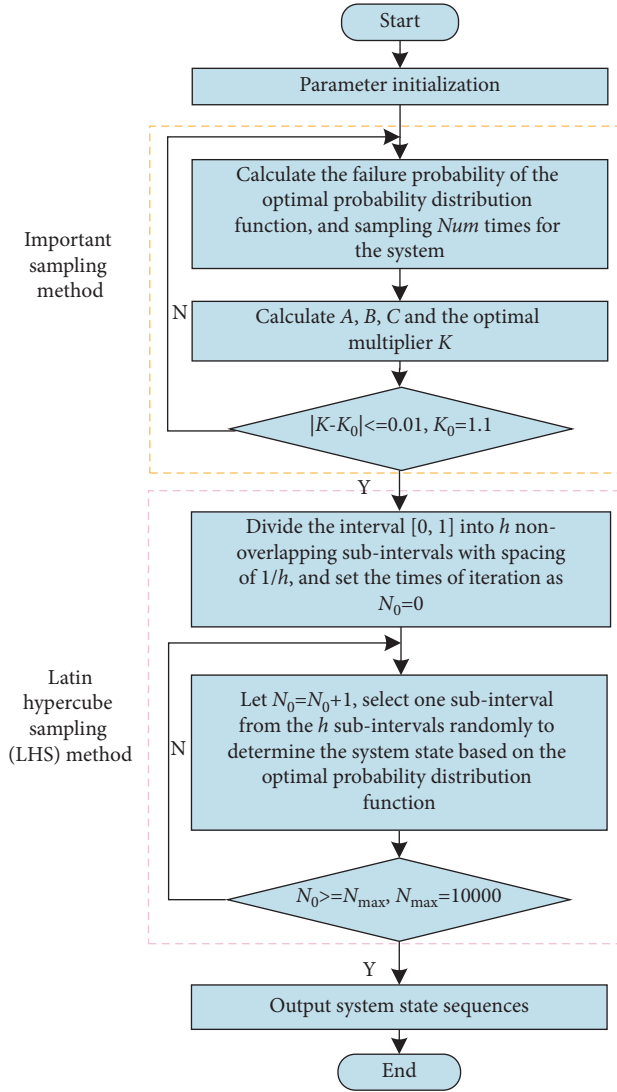 Start
Parameter initialization
Important
sampling
method
Calculate the failure probability of the
optimal probability distribution
function, and sampling Num times for
the system
N
Calculate A, B, C and the optimal
multiplier K
|K-K₀|<=0.01, K₀=1.1
Y
Divide the interval [0, 1] into h non-
overlapping sub-intervals with spacing
of 1/h, and set the times of iteration as
N₀=0
Latin
hypercube
sampling
(LHS) method
N
Let N₀=N₀+1, select one sub-interval
from the h sub-intervals randomly to
determine the system state based on the
optimal probability distribution
function
N₀>=Nmax, Nmax=10000
Y
Output system state sequences
End